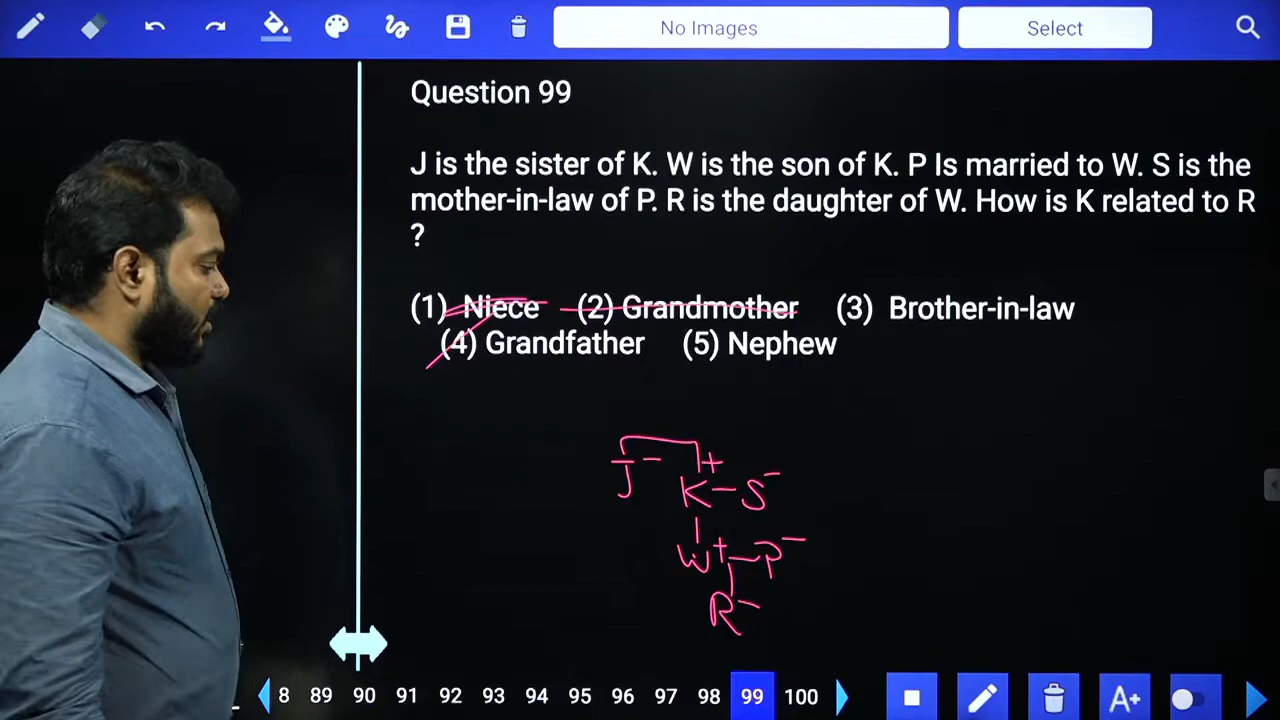 No Images
Select
Question 99
J is the sister of K. W is the son of K. P Is married to W. S is the
mother-in-law of P. R is the daughter of W. How is K related to R
?
(1) Niece (2) Grandmother (3) Brother-in-law
(4) Grandfather (5) Nephew
J - K + - S -
W + - P -
R -
8 89 90 91 92 93 94 95 96 97 98 99 100
A+